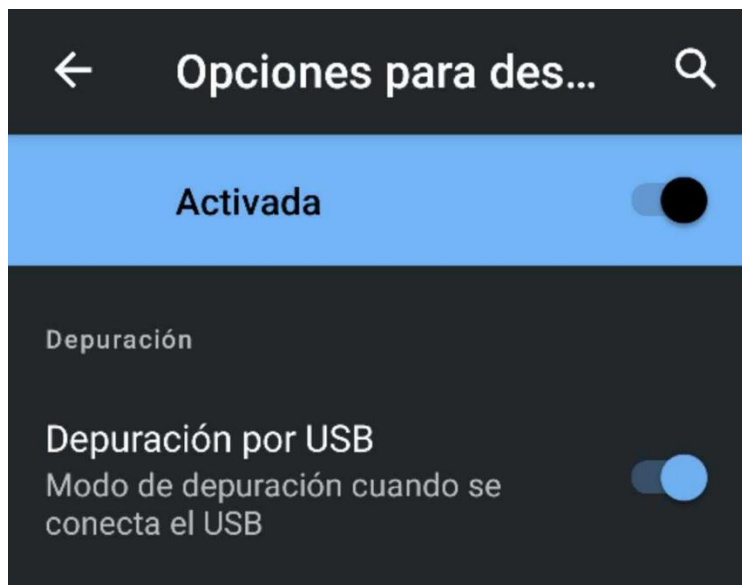 Opciones para des...
Activada
Depuración
Depuración por USB
Modo de depuración cuando se
conecta el USB